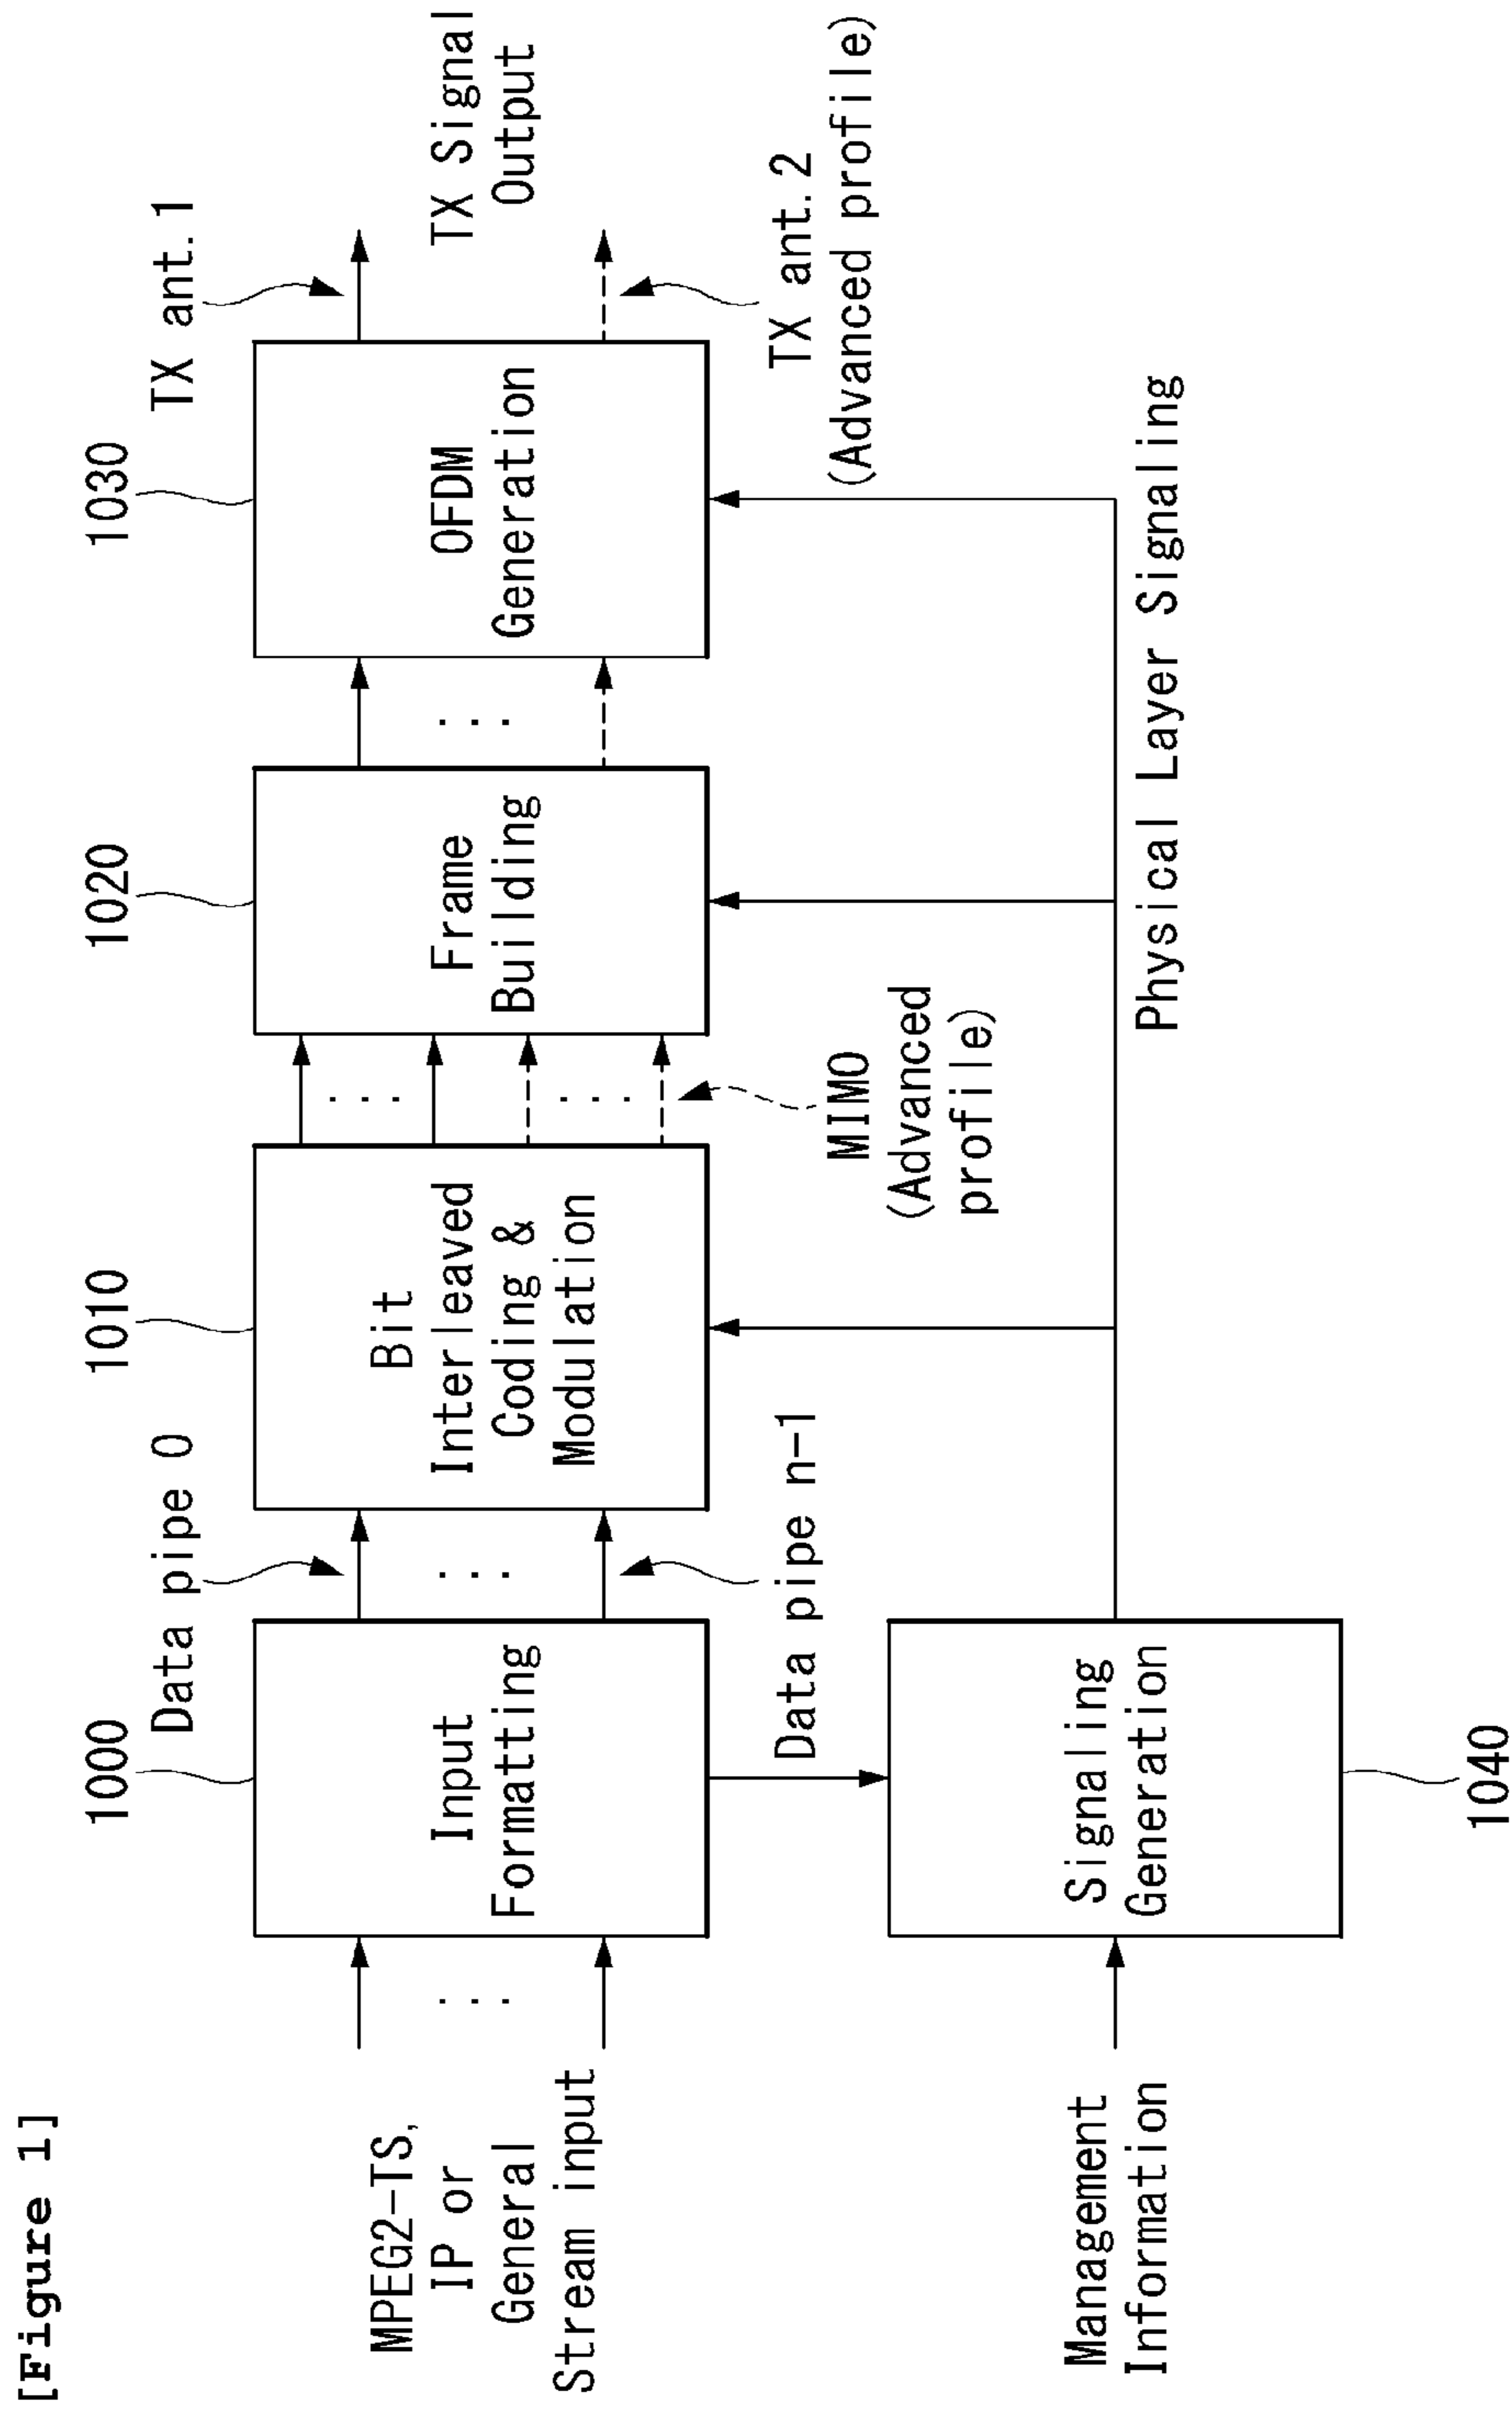 [Figure 1]
1000
1010
1020
1030
Data pipe 0
TX ant.1
MPEG2-TS,
IP or
General
Stream input
Input
Formatting
Bit
Interleaved
Coding &
Modulation
Frame
Building
OFDM
Generation
TX Signal
Output
Data pipe n-1
MIMO
(Advanced
profile)
TX ant.2
(Advanced profile)
Management
Information
Signaling
Generation
Physical Layer Signaling
1040